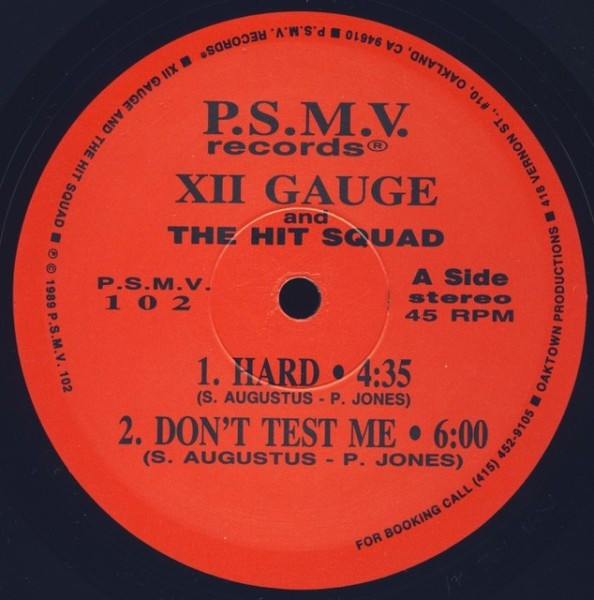 P.S.M.V.
records®
XII GAUGE
and
THE HIT SQUAD
P.S.M.V.
102
A Side
stereo
45 RPM
1. HARD • 4:35
(S. AUGUSTUS - P. JONES)
2. DON'T TEST ME • 6:00
(S. AUGUSTUS - P. JONES)
℗ © 1989 P.S.M.V. 102 ■ XII GAUGE AND THE HIT SQUAD ■ P.S.M.V. RECORDS® ■ 418 VERNON ST., #10, OAKLAND, CA 94610 ■ OAKTOWN PRODUCTIONS ■ FOR BOOKING CALL (415) 452-9105